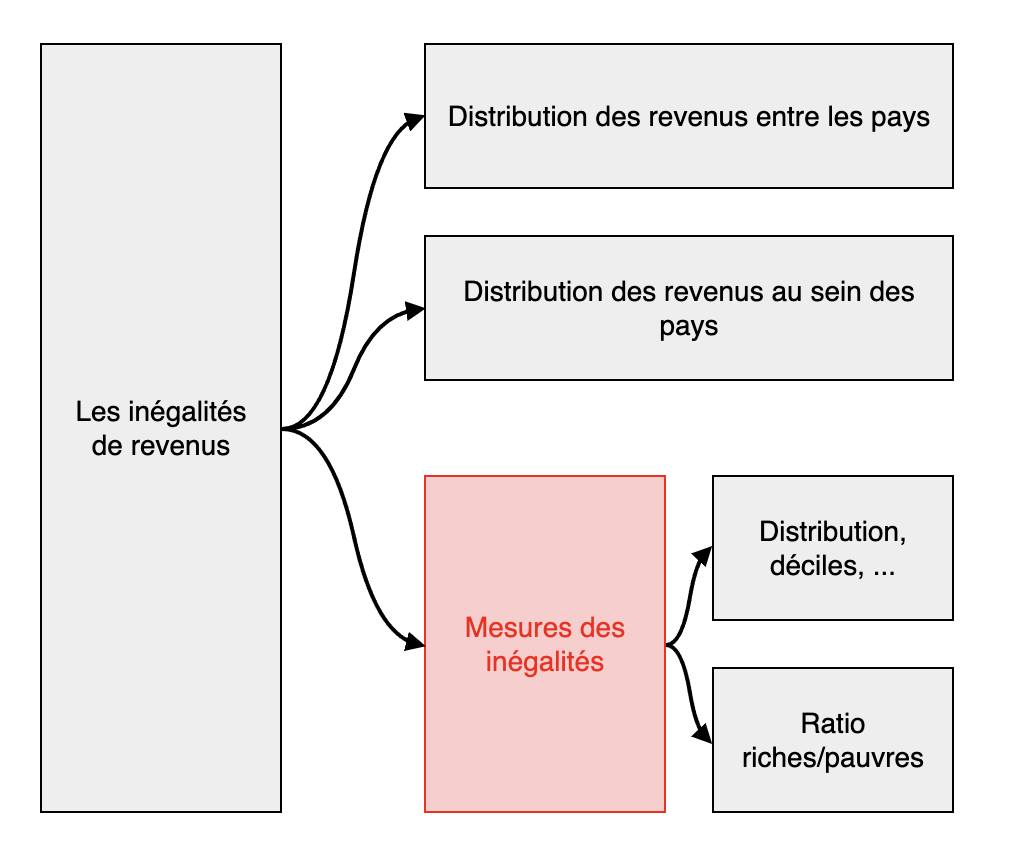 Les inégalités
de revenus
Distribution des revenus entre les pays
Distribution des revenus au sein des
pays
Mesures des
inégalités
Distribution,
déciles, ...
Ratio
riches/pauvres